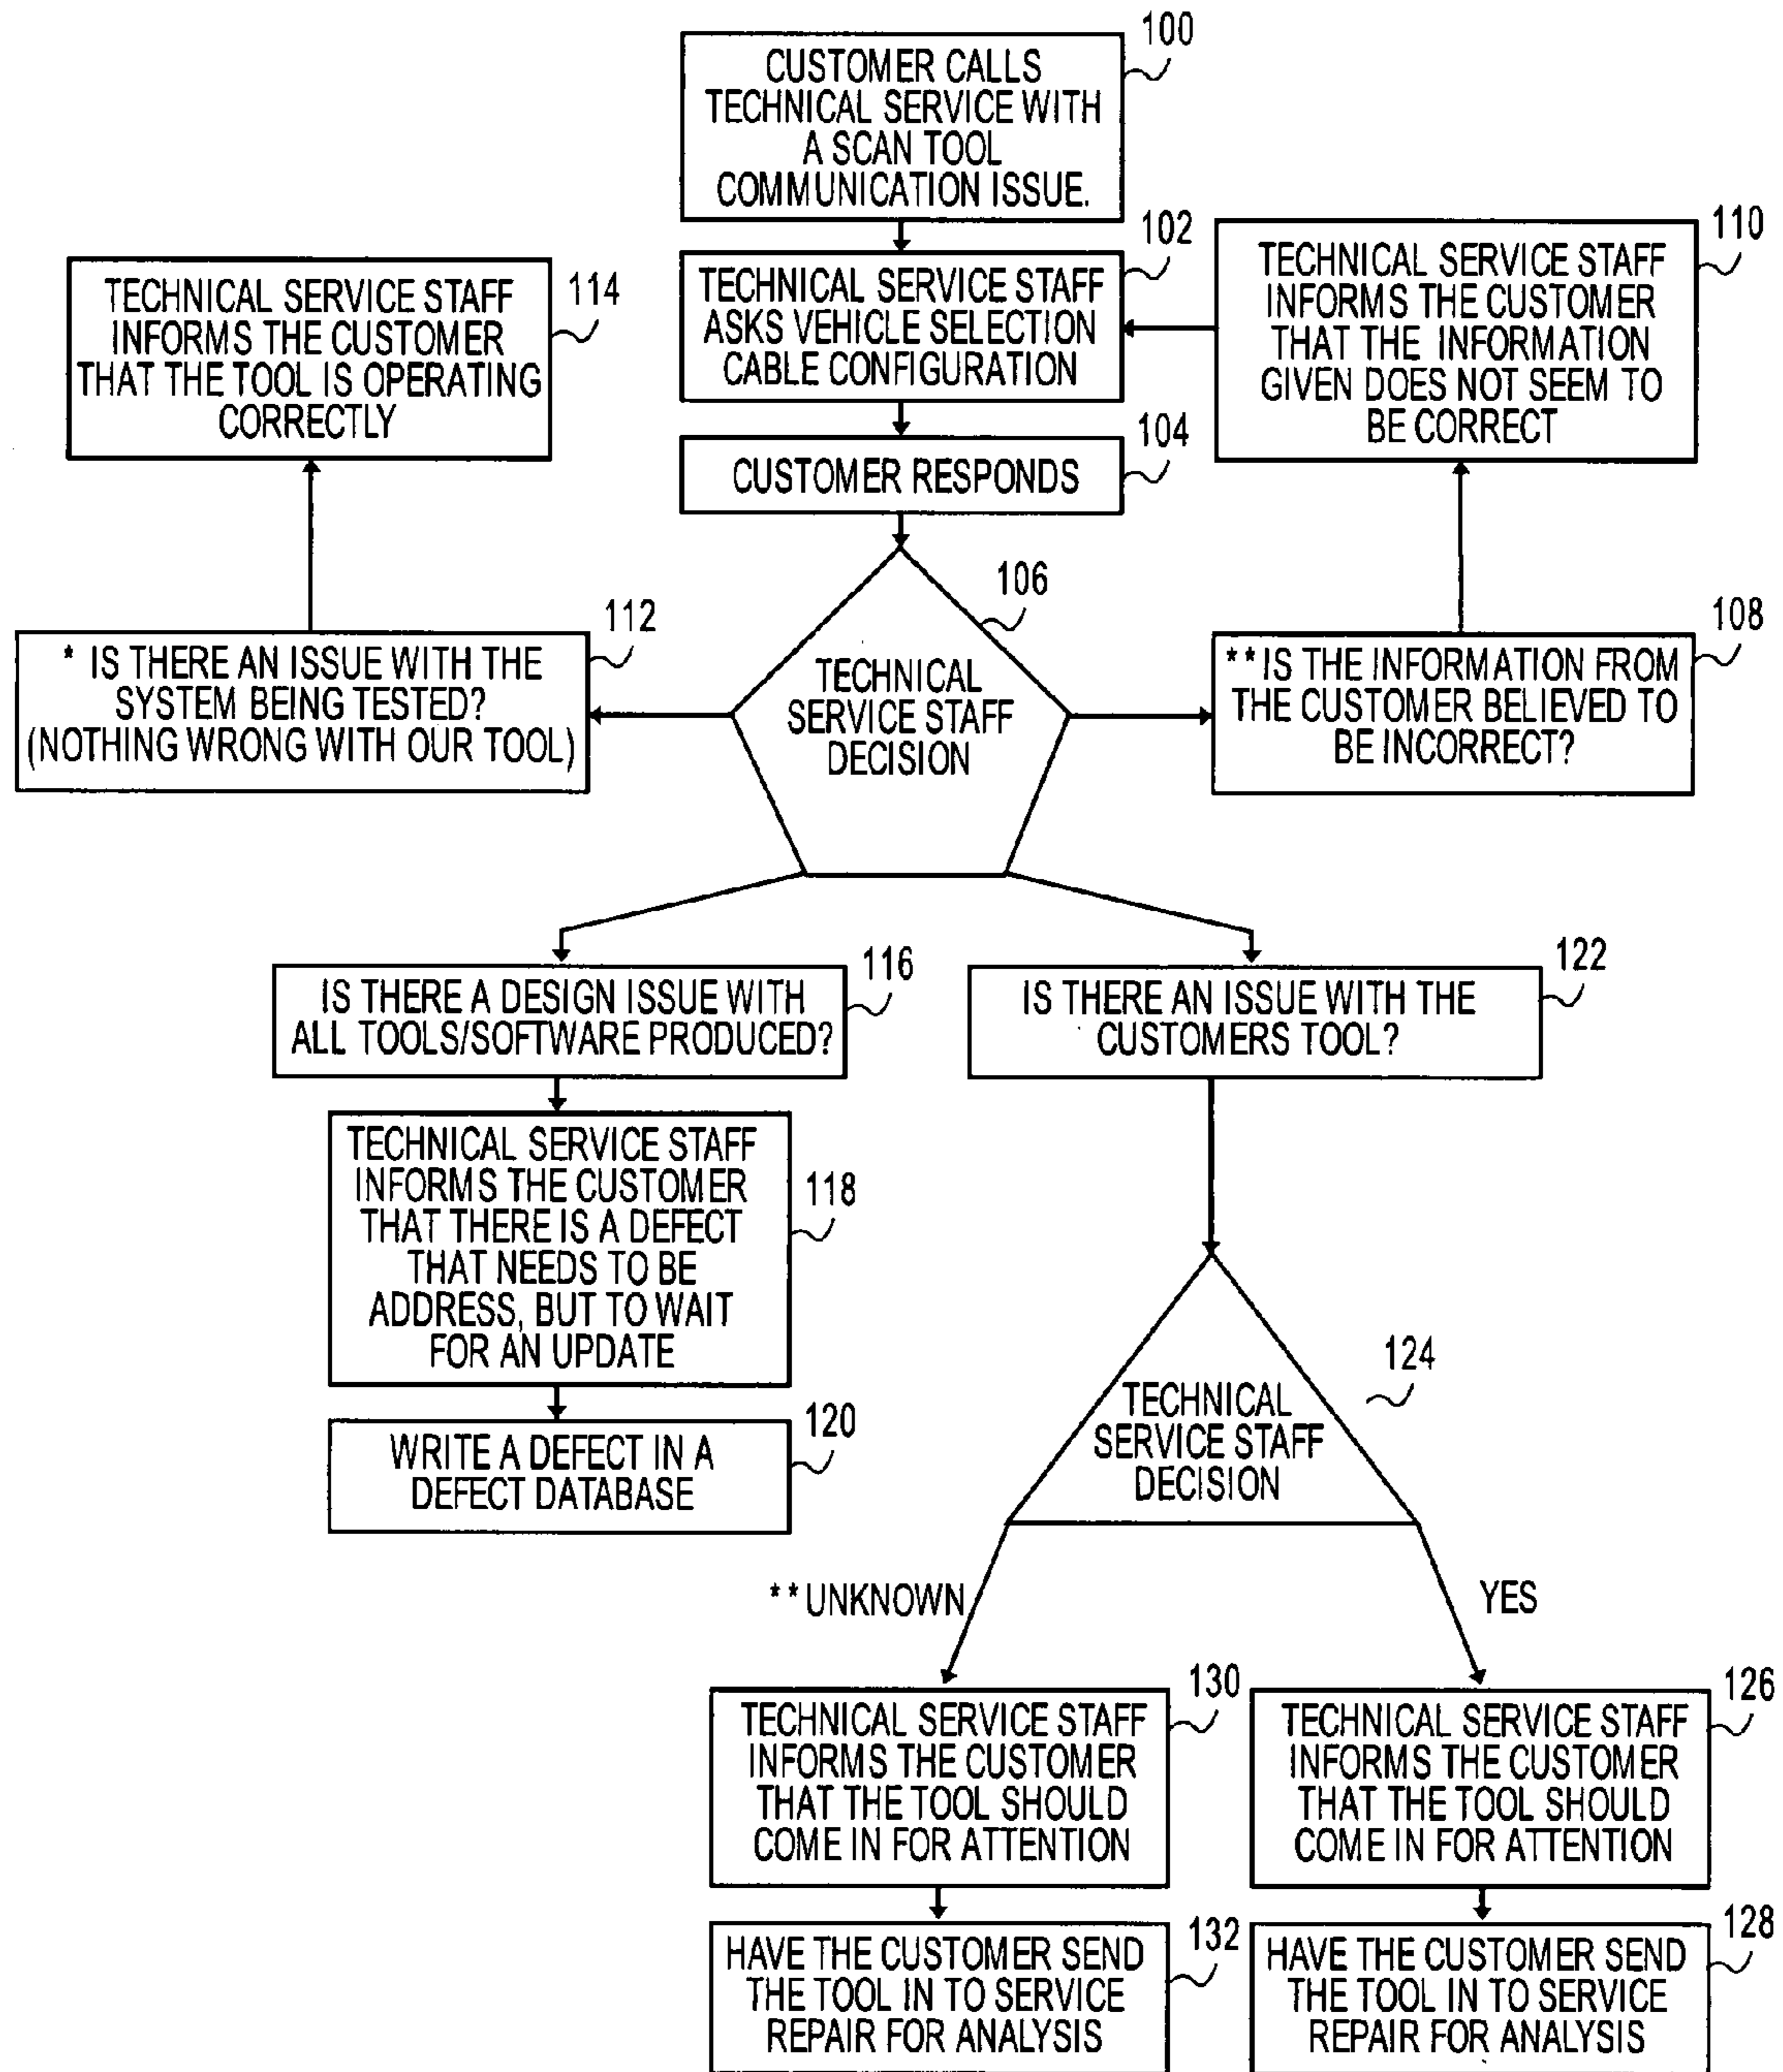 100
CUSTOMER CALLS
TECHNICAL SERVICE WITH
A SCAN TOOL
COMMUNICATION ISSUE.
102
TECHNICAL SERVICE STAFF
ASKS VEHICLE SELECTION
CABLE CONFIGURATION
110
TECHNICAL SERVICE STAFF
INFORMS THE CUSTOMER
THAT THE INFORMATION
GIVEN DOES NOT SEEM TO
BE CORRECT
114
TECHNICAL SERVICE STAFF
INFORMS THE CUSTOMER
THAT THE TOOL IS OPERATING
CORRECTLY
104
CUSTOMER RESPONDS
106
TECHNICAL
SERVICE STAFF
DECISION
112
* IS THERE AN ISSUE WITH THE
SYSTEM BEING TESTED?
(NOTHING WRONG WITH OUR TOOL)
108
**IS THE INFORMATION FROM
THE CUSTOMER BELIEVED TO
BE INCORRECT?
116
IS THERE A DESIGN ISSUE WITH
ALL TOOLS/SOFTWARE PRODUCED?
122
IS THERE AN ISSUE WITH THE
CUSTOMERS TOOL?
118
TECHNICAL SERVICE STAFF
INFORMS THE CUSTOMER
THAT THERE IS A DEFECT
THAT NEEDS TO BE
ADDRESS, BUT TO WAIT
FOR AN UPDATE
120
WRITE A DEFECT IN A
DEFECT DATABASE
124
TECHNICAL
SERVICE STAFF
DECISION
**UNKNOWN
YES
130
TECHNICAL SERVICE STAFF
INFORMS THE CUSTOMER
THAT THE TOOL SHOULD
COME IN FOR ATTENTION
126
TECHNICAL SERVICE STAFF
INFORMS THE CUSTOMER
THAT THE TOOL SHOULD
COME IN FOR ATTENTION
132
HAVE THE CUSTOMER SEND
THE TOOL IN TO SERVICE
REPAIR FOR ANALYSIS
128
HAVE THE CUSTOMER SEND
THE TOOL IN TO SERVICE
REPAIR FOR ANALYSIS